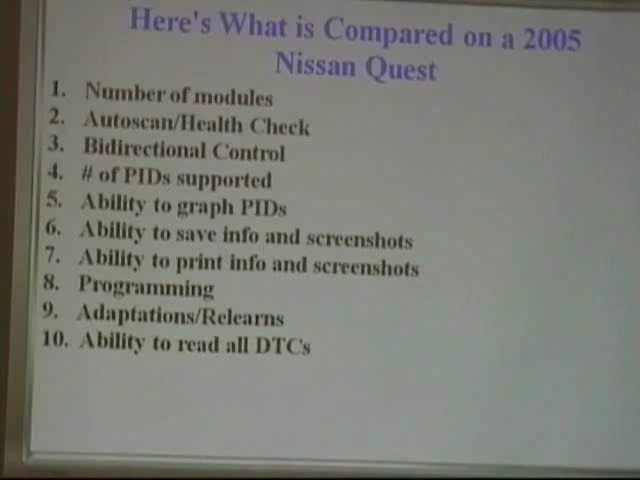 Here's What is Compared on a 2005
Nissan Quest
1. Number of modules
2. Autoscan/Health Check
3. Bidirectional Control
4. # of PIDs supported
5. Ability to graph PIDs
6. Ability to save info and screenshots
7. Ability to print info and screenshots
8. Programming
9. Adaptations/Relearns
10. Ability to read all DTCs